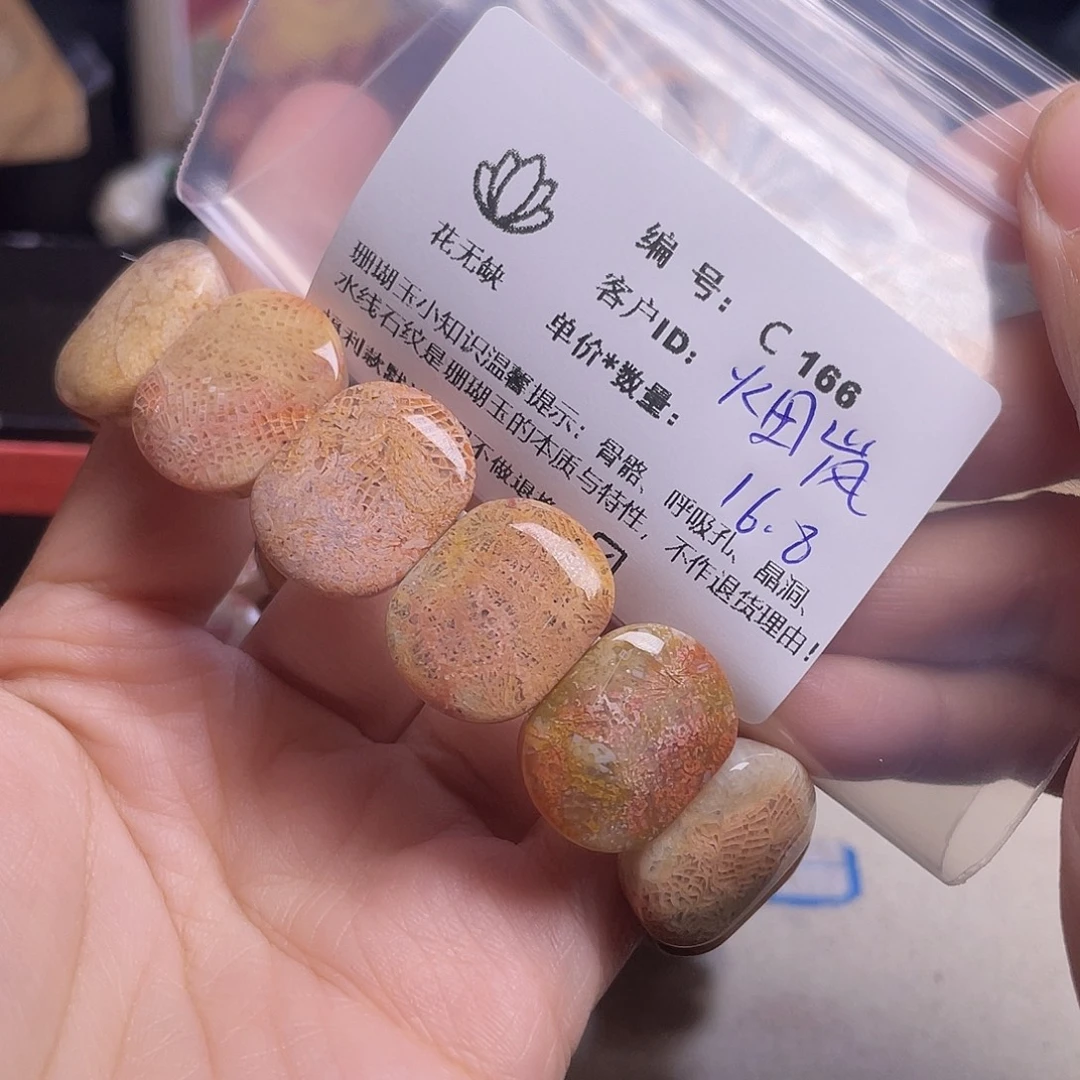 花无缺
编 号: C 166
客户ID: 烟岚
单价*数量: 16.8
珊瑚玉小知识温馨提示: 骨骼、呼吸孔、晶洞、
水线石纹是珊瑚玉的本质与特性, 不作退货理由!